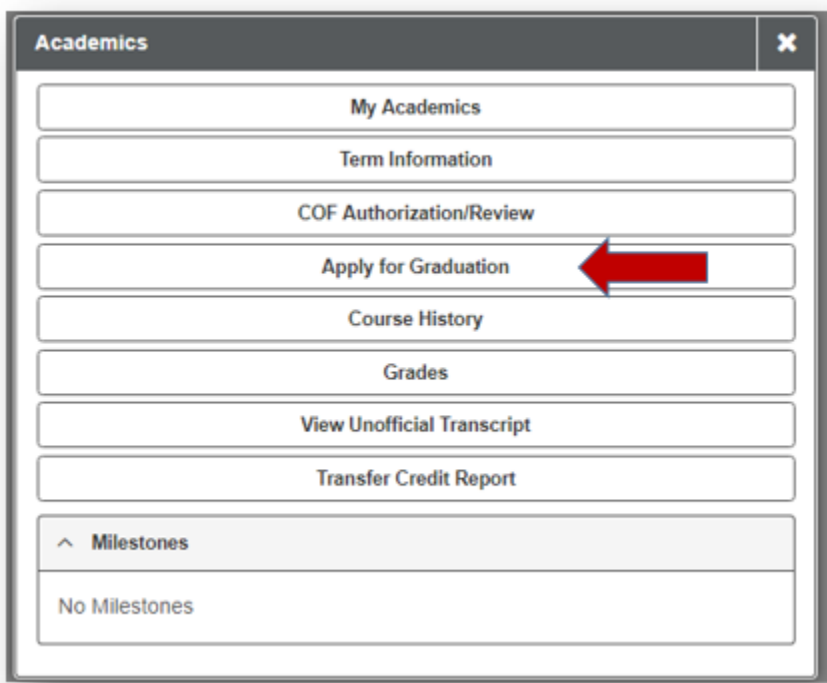 Academics
My Academics
Term Information
COF Authorization/Review
Apply for Graduation
Course History
Grades
View Unofficial Transcript
Transfer Credit Report
Milestones
No Milestones